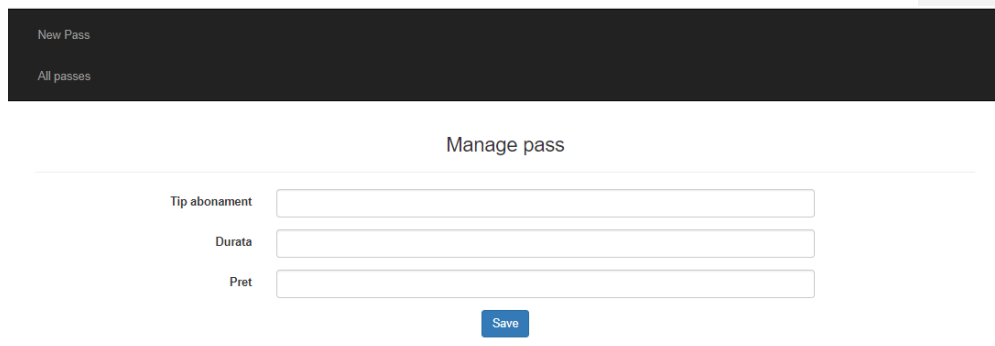 New Pass
All passes
Manage pass
Tip abonament
Durata
Pret
Save